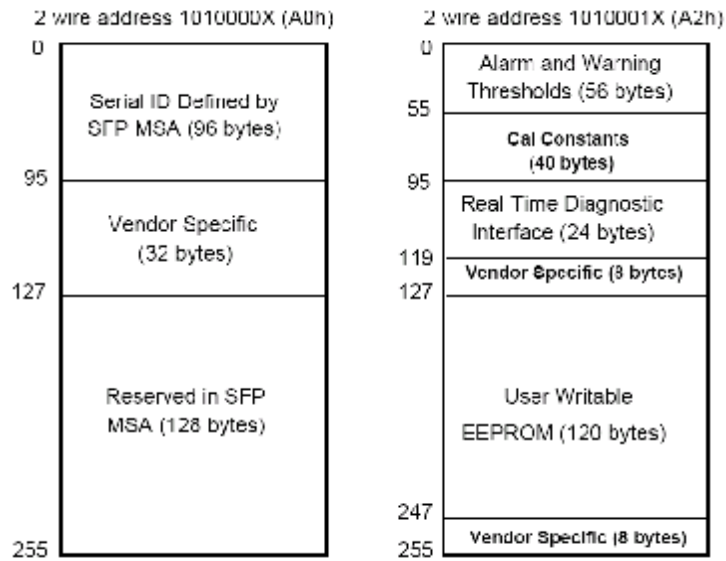 2 wire address 1010000X (A0h)
0
Serial ID Defined by
SFP MSA (96 bytes)
95
Vendor Specific
(32 bytes)
127
Reserved in SFP
MSA (128 bytes)
255
2 wire address 1010001X (A2h)
0
Alarm and Warning
Thresholds (56 bytes)
55
Cal Constants
(40 bytes)
95
Real Time Diagnostic
Interface (24 bytes)
119
Vendor Specific (8 bytes)
127
User Writable
EEPROM (120 bytes)
247
Vendor Specific (8 bytes)
255